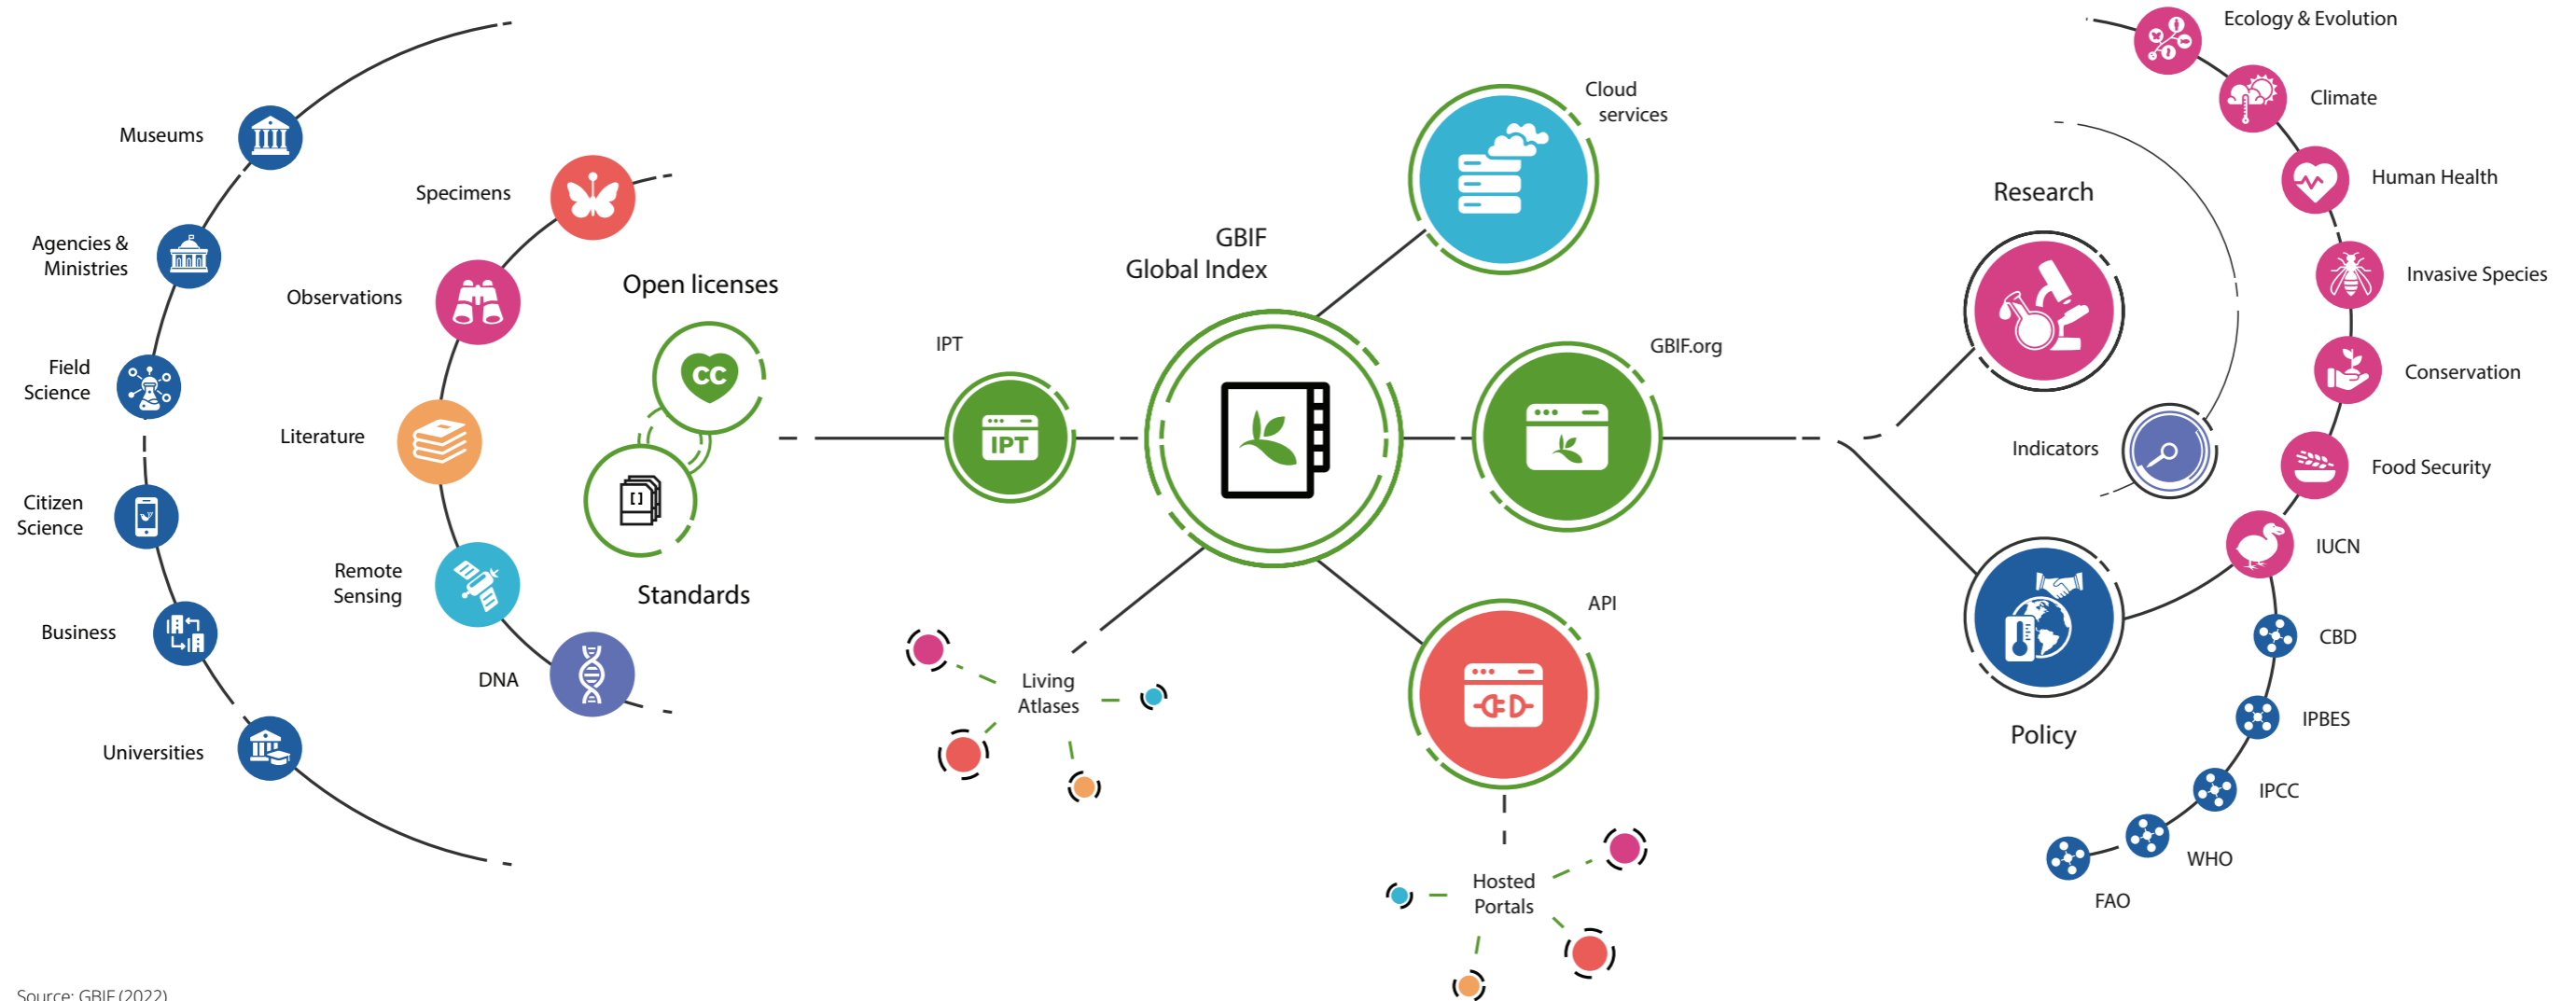 Museums
Agencies &
Ministries
Field
Science
Citizen
Science
Business
Universities
Specimens
Observations
Literature
Remote
Sensing
DNA
Open licenses
CC
[ ]
Standards
IPT
IPT
GBIF
Global Index
Cloud
services
GBIF.org
API
Living
Atlases
Hosted
Portals
Research
Indicators
Policy
Ecology & Evolution
Climate
Human Health
Invasive Species
Conservation
Food Security
IUCN
CBD
IPBES
IPCC
WHO
FAO
Source: GBIF (2022)